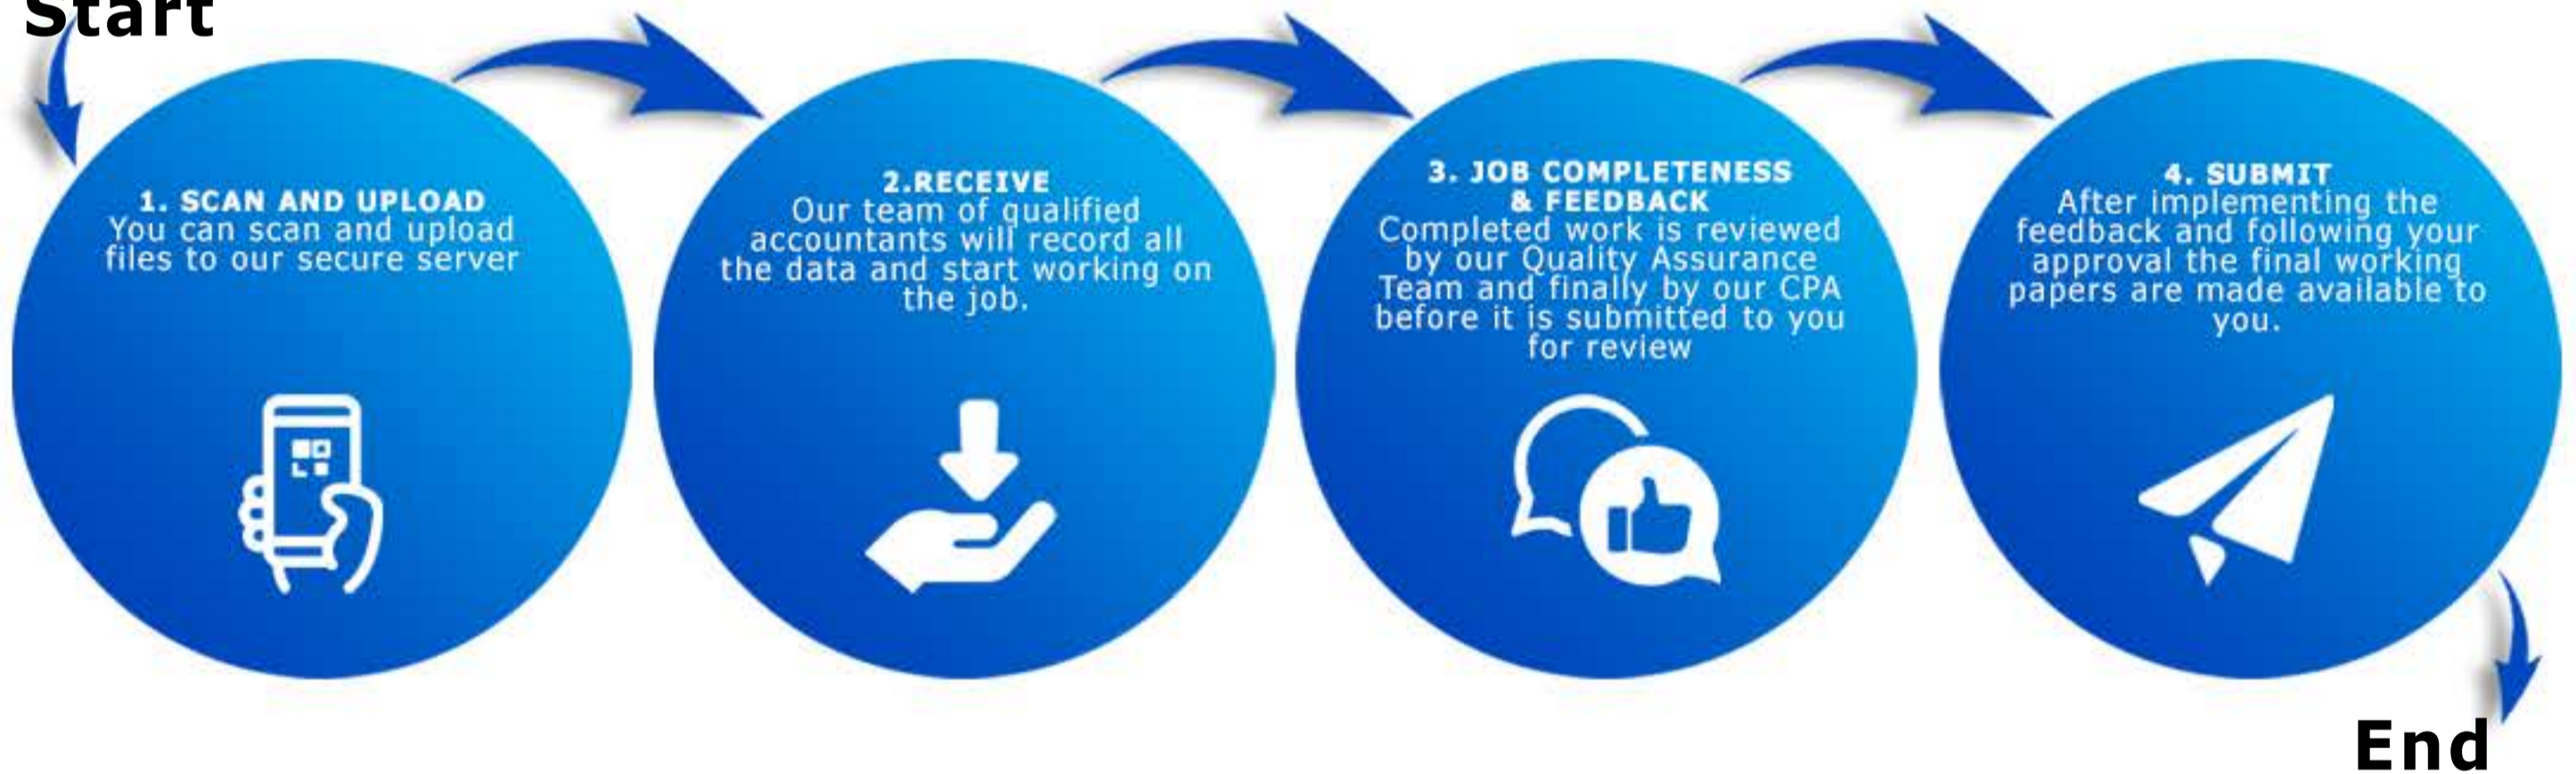 Start
1. SCAN AND UPLOAD
You can scan and upload
files to our secure server
2.RECEIVE
Our team of qualified
accountants will record all
the data and start working on
the job.
3. JOB COMPLETENESS
& FEEDBACK
Completed work is reviewed
by our Quality Assurance
Team and finally by our CPA
before it is submitted to you
for review
4. SUBMIT
After implementing the
feedback and following your
approval the final working
papers are made available to
you.
End